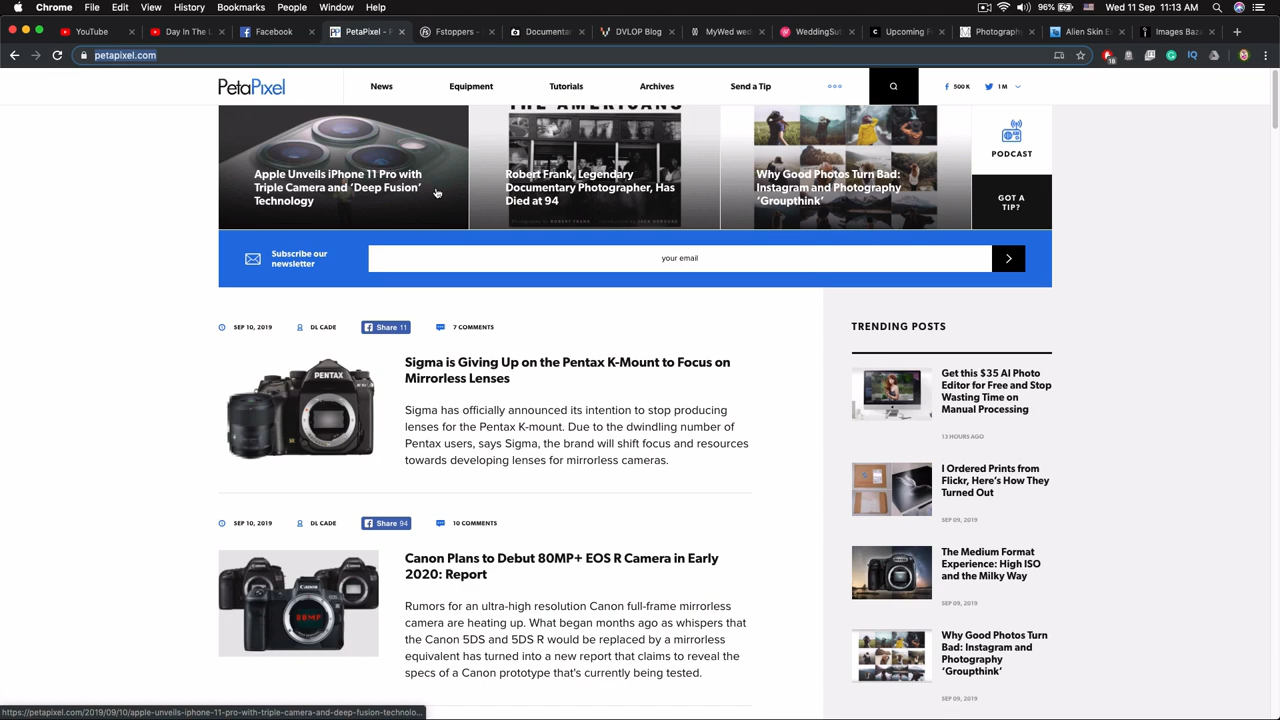 Chrome File Edit View History Bookmarks People Window Help
96% Wed 11 Sep 11:13 AM
YouTube
Day In The L
Facebook
PetaPixel - P
Fstoppers -
Documentar
DVLOP Blog
MyWed wed
WeddingSut
Upcoming F
Photograph
Alien Skin Ex
Images Baza
petapixel.com
PetaPixel
News
Equipment
Tutorials
Archives
Send a Tip
500 K
1 M
Apple Unveils iPhone 11 Pro with
Triple Camera and ‘Deep Fusion’
Technology
THE AMERICANS
Robert Frank, Legendary
Documentary Photographer, Has
Died at 94
Why Good Photos Turn Bad:
Instagram and Photography
‘Groupthink’
PODCAST
GOT A
TIP?
Subscribe our
newsletter
your email
SEP 10, 2019
DL CADE
Share 11
7 COMMENTS
PENTAX
Sigma is Giving Up on the Pentax K-Mount to Focus on
Mirrorless Lenses
Sigma has officially announced its intention to stop producing
lenses for the Pentax K-mount. Due to the dwindling number of
Pentax users, says Sigma, the brand will shift focus and resources
towards developing lenses for mirrorless cameras.
SEP 10, 2019
DL CADE
Share 94
10 COMMENTS
Canon
80MP
Canon Plans to Debut 80MP+ EOS R Camera in Early
2020: Report
Rumors for an ultra-high resolution Canon full-frame mirrorless
camera are heating up. What began months ago as whispers that
the Canon 5DS and 5DS R would be replaced by a mirrorless
equivalent has turned into a new report that claims to reveal the
specs of a Canon prototype that's currently being tested.
TRENDING POSTS
Get this $35 AI Photo
Editor for Free and Stop
Wasting Time on
Manual Processing
13 HOURS AGO
I Ordered Prints from
Flickr, Here’s How They
Turned Out
SEP 09, 2019
The Medium Format
Experience: High ISO
and the Milky Way
SEP 09, 2019
Why Good Photos Turn
Bad: Instagram and
Photography
‘Groupthink’
SEP 09, 2019
https://petapixel.com/2019/09/10/apple-unveils-iphone-11-pro-with-triple-camera-and-deep-fusion-technolo...